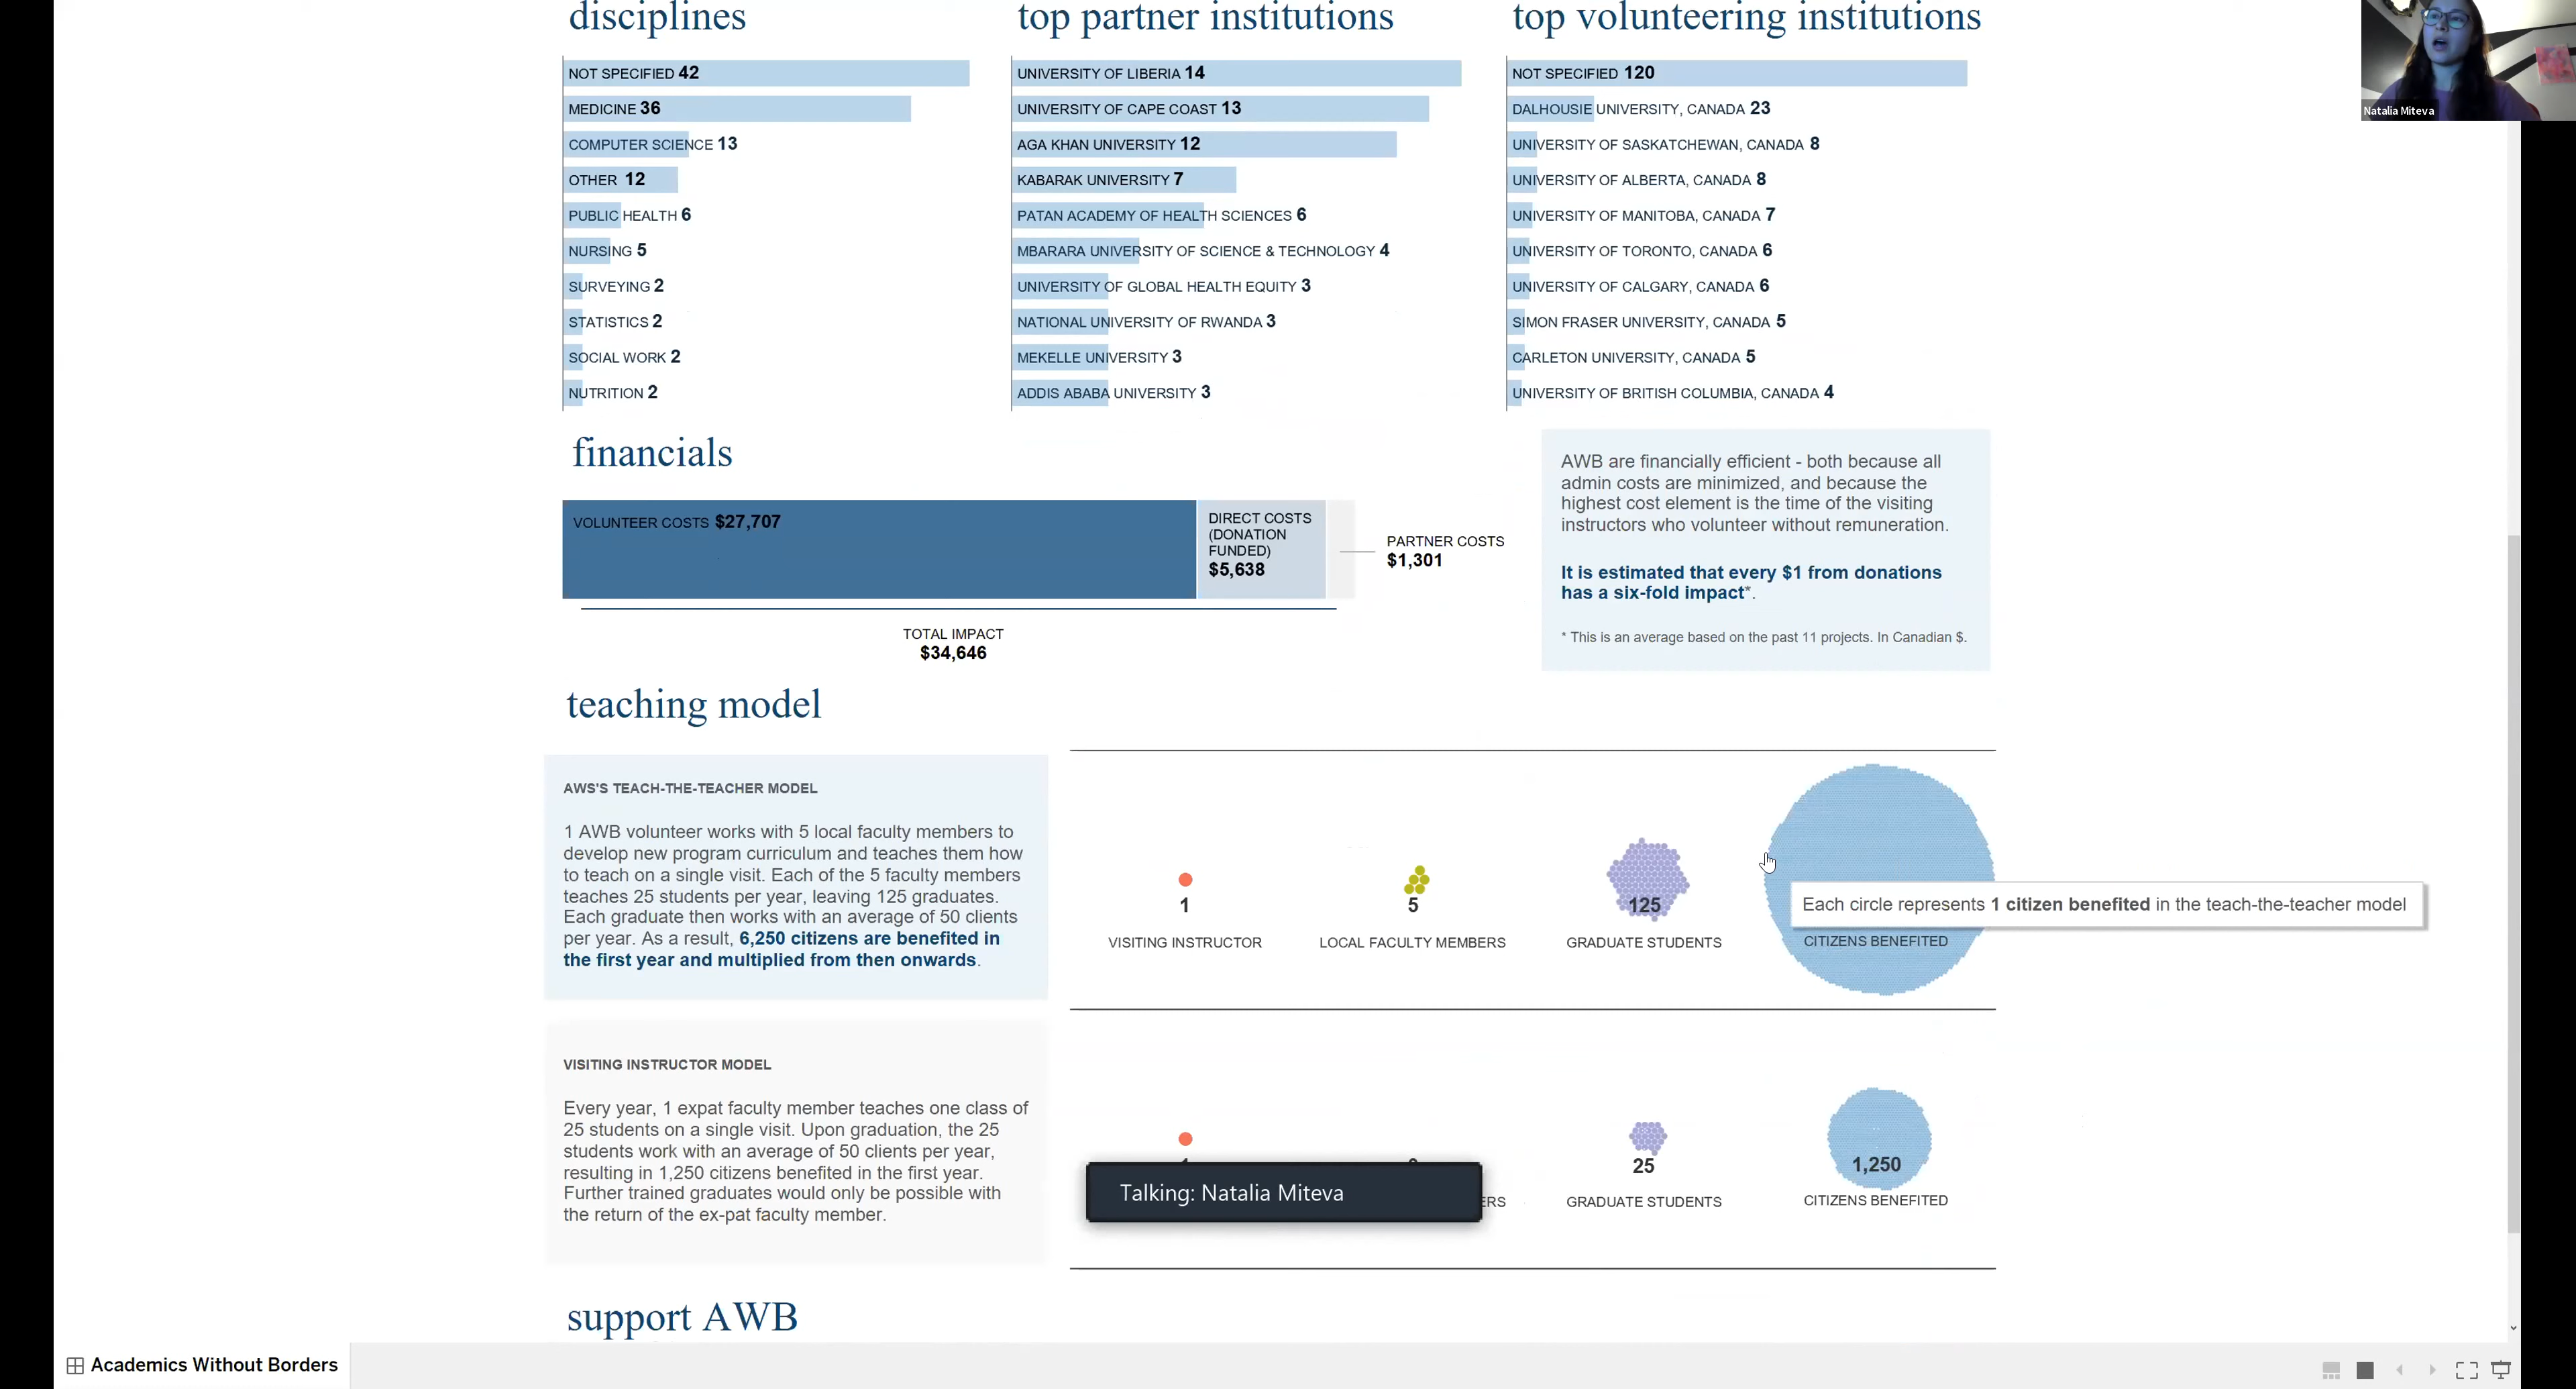 disciplines
NOT SPECIFIED 42
MEDICINE 36
COMPUTER SCIENCE 13
OTHER 12
PUBLIC HEALTH 6
NURSING 5
SURVEYING 2
STATISTICS 2
SOCIAL WORK 2
NUTRITION 2
top partner institutions
UNIVERSITY OF LIBERIA 14
UNIVERSITY OF CAPE COAST 13
AGA KHAN UNIVERSITY 12
KABARAK UNIVERSITY 7
PATAN ACADEMY OF HEALTH SCIENCES 6
MBARARA UNIVERSITY OF SCIENCE & TECHNOLOGY 4
UNIVERSITY OF GLOBAL HEALTH EQUITY 3
NATIONAL UNIVERSITY OF RWANDA 3
MEKELLE UNIVERSITY 3
ADDIS ABABA UNIVERSITY 3
top volunteering institutions
NOT SPECIFIED 120
DALHOUSIE UNIVERSITY, CANADA 23
UNIVERSITY OF SASKATCHEWAN, CANADA 8
UNIVERSITY OF ALBERTA, CANADA 8
UNIVERSITY OF MANITOBA, CANADA 7
UNIVERSITY OF TORONTO, CANADA 6
UNIVERSITY OF CALGARY, CANADA 6
SIMON FRASER UNIVERSITY, CANADA 5
CARLETON UNIVERSITY, CANADA 5
UNIVERSITY OF BRITISH COLUMBIA, CANADA 4
Natalia Miteva
financials
VOLUNTEER COSTS $27,707
DIRECT COSTS
(DONATION
FUNDED)
$5,638
PARTNER COSTS
$1,301
TOTAL IMPACT
$34,646
AWB are financially efficient - both because all
admin costs are minimized, and because the
highest cost element is the time of the visiting
instructors who volunteer without remuneration.
It is estimated that every $1 from donations
has a six-fold impact*.
* This is an average based on the past 11 projects. In Canadian $.
teaching model
AWS'S TEACH-THE-TEACHER MODEL
1 AWB volunteer works with 5 local faculty members to
develop new program curriculum and teaches them how
to teach on a single visit. Each of the 5 faculty members
teaches 25 students per year, leaving 125 graduates.
Each graduate then works with an average of 50 clients
per year. As a result, 6,250 citizens are benefited in
the first year and multiplied from then onwards.
1
VISITING INSTRUCTOR
5
LOCAL FACULTY MEMBERS
125
GRADUATE STUDENTS
Each circle represents 1 citizen benefited in the teach-the-teacher model
CITIZENS BENEFITED
VISITING INSTRUCTOR MODEL
Every year, 1 expat faculty member teaches one class of
25 students on a single visit. Upon graduation, the 25
students work with an average of 50 clients per year,
resulting in 1,250 citizens benefited in the first year.
Further trained graduates would only be possible with
the return of the ex-pat faculty member.
Talking: Natalia Miteva
25
GRADUATE STUDENTS
1,250
CITIZENS BENEFITED
support AWB
Academics Without Borders